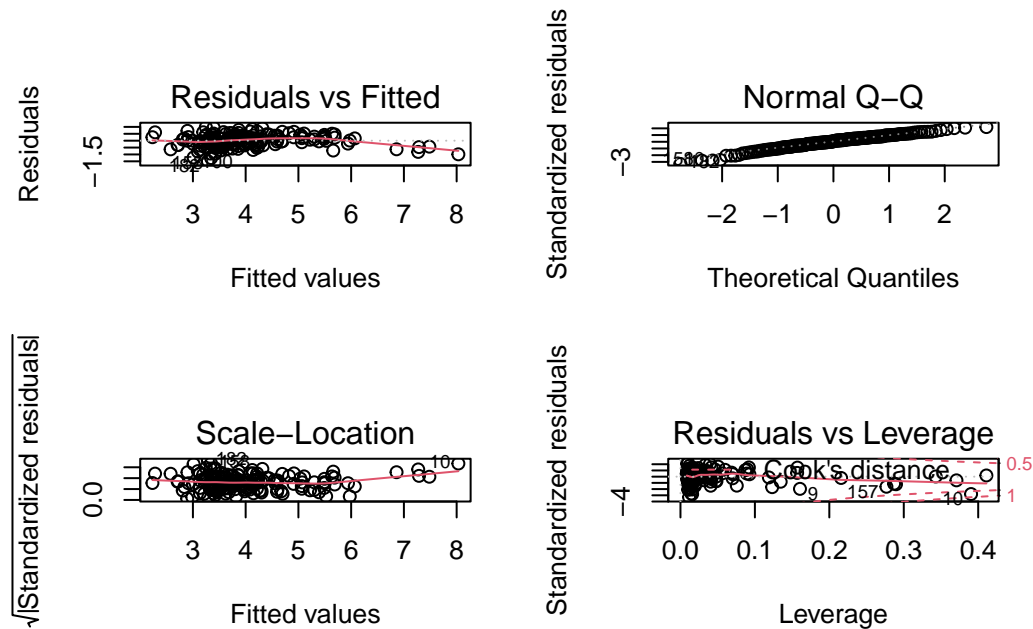 Residuals vs Fitted
Residuals
−1.5
3 4 5 6 7 8
Fitted values
Normal Q−Q
Standardized residuals
−3
−2 −1 0 1 2
Theoretical Quantiles
Scale−Location
√|Standardized residuals|
0.0
10
3 4 5 6 7 8
Fitted values
Residuals vs Leverage
Standardized residuals
−4
Cook's distance
0.5
1
9
157
10
0.0 0.1 0.2 0.3 0.4
Leverage